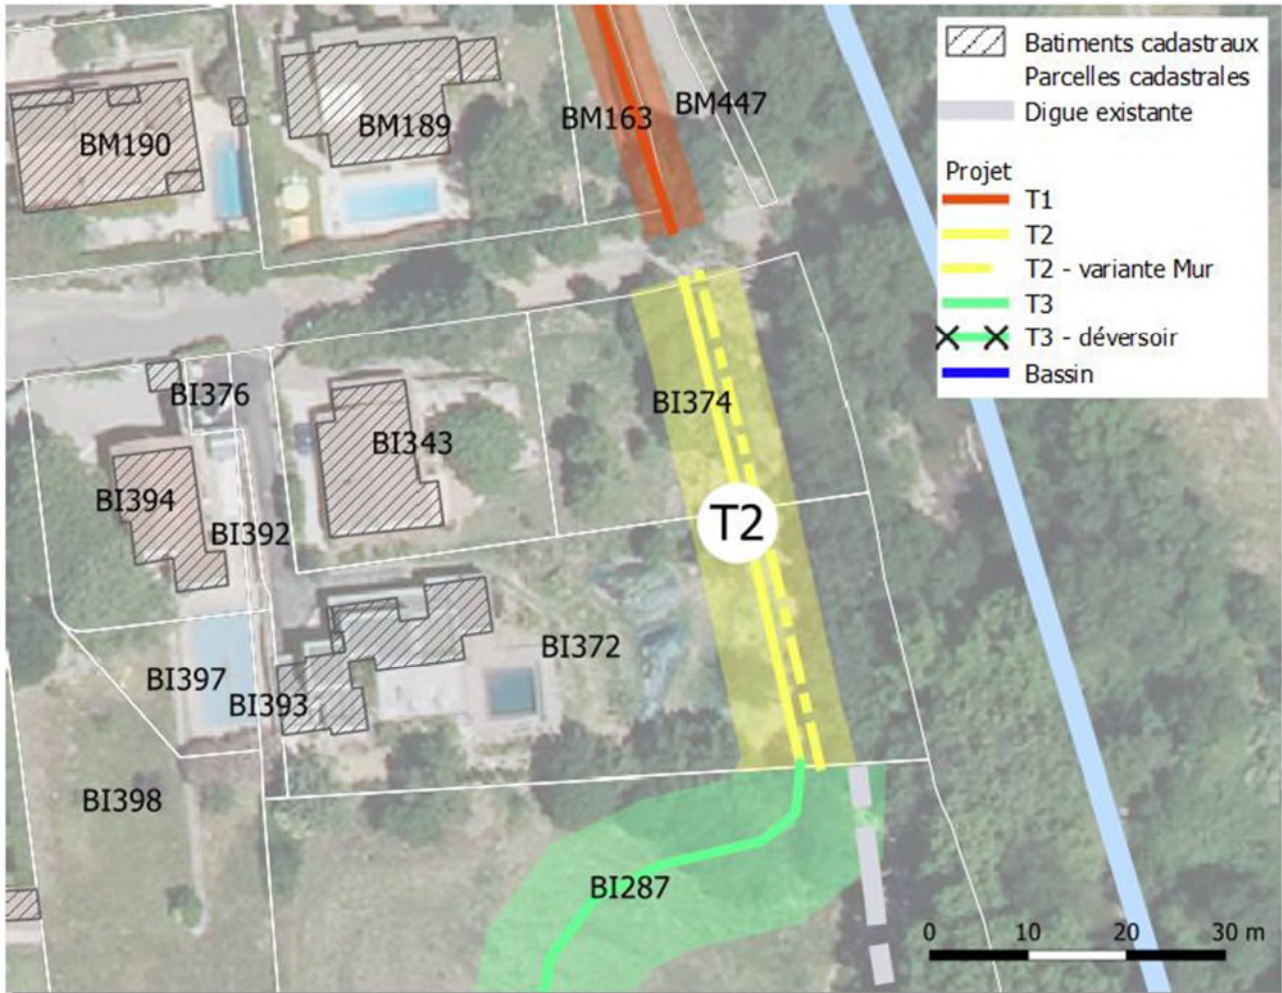 Batiments cadastraux
Parcelles cadastrales
Digue existante
Projet
T1
T2
T2 - variante Mur
T3
T3 - déversoir
Bassin
BM447
BM163
BM189
BM190
BI376
BI374
BI343
BI394
BI392
T2
BI372
BI397
BI393
BI398
BI287
0 10 20 30 m